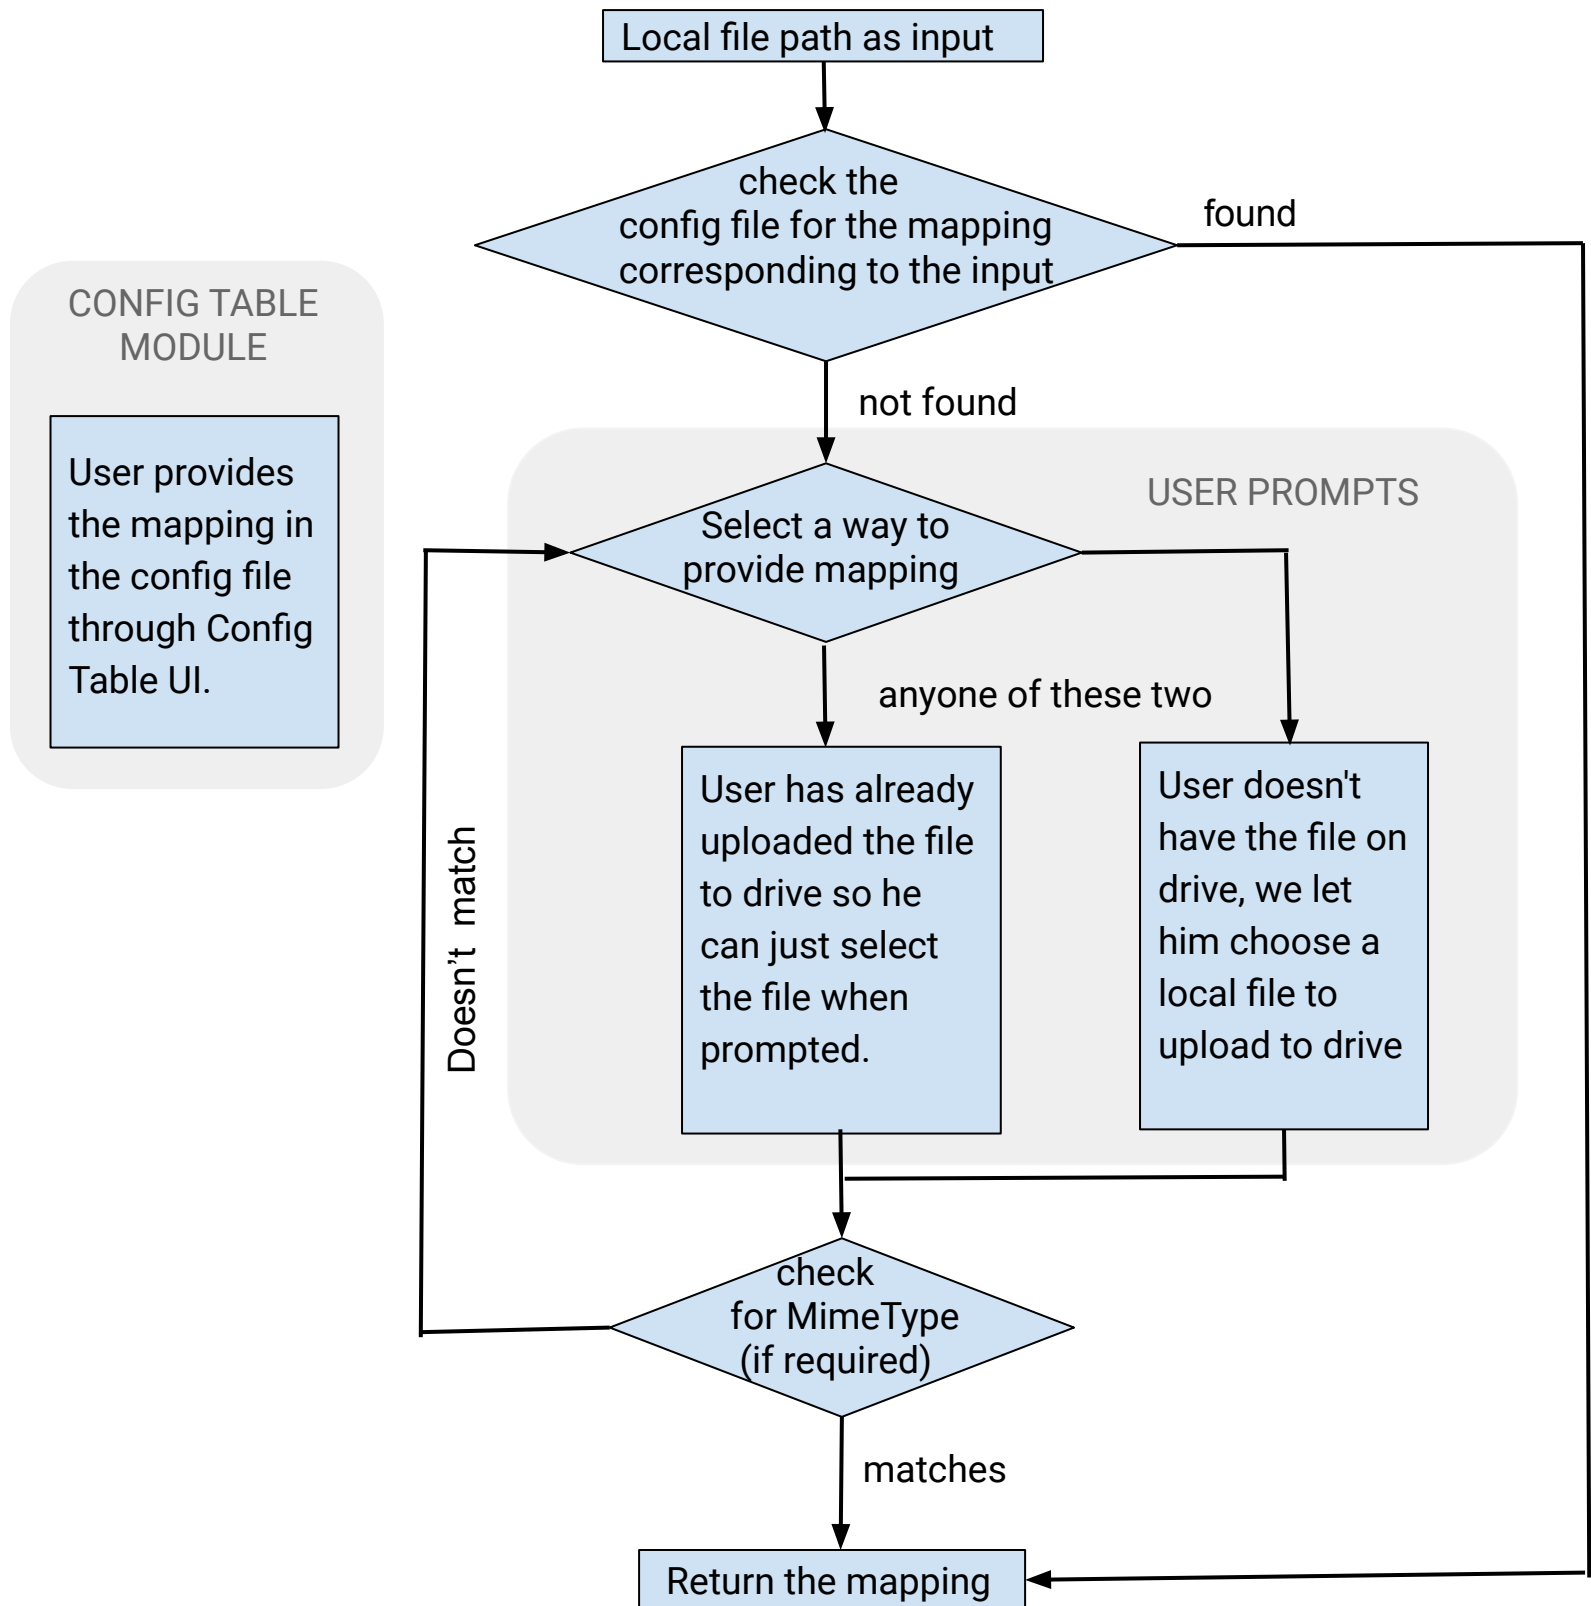 Local file path as input
check the
config file for the mapping
corresponding to the input
found
CONFIG TABLE
MODULE
User provides
the mapping in
the config file
through Config
Table UI.
not found
USER PROMPTS
Select a way to
provide mapping
anyone of these two
User has already
uploaded the file
to drive so he
can just select
the file when
prompted.
User doesn't
have the file on
drive, we let
him choose a
local file to
upload to drive
Doesn’t match
check
for MimeType
(if required)
matches
Return the mapping